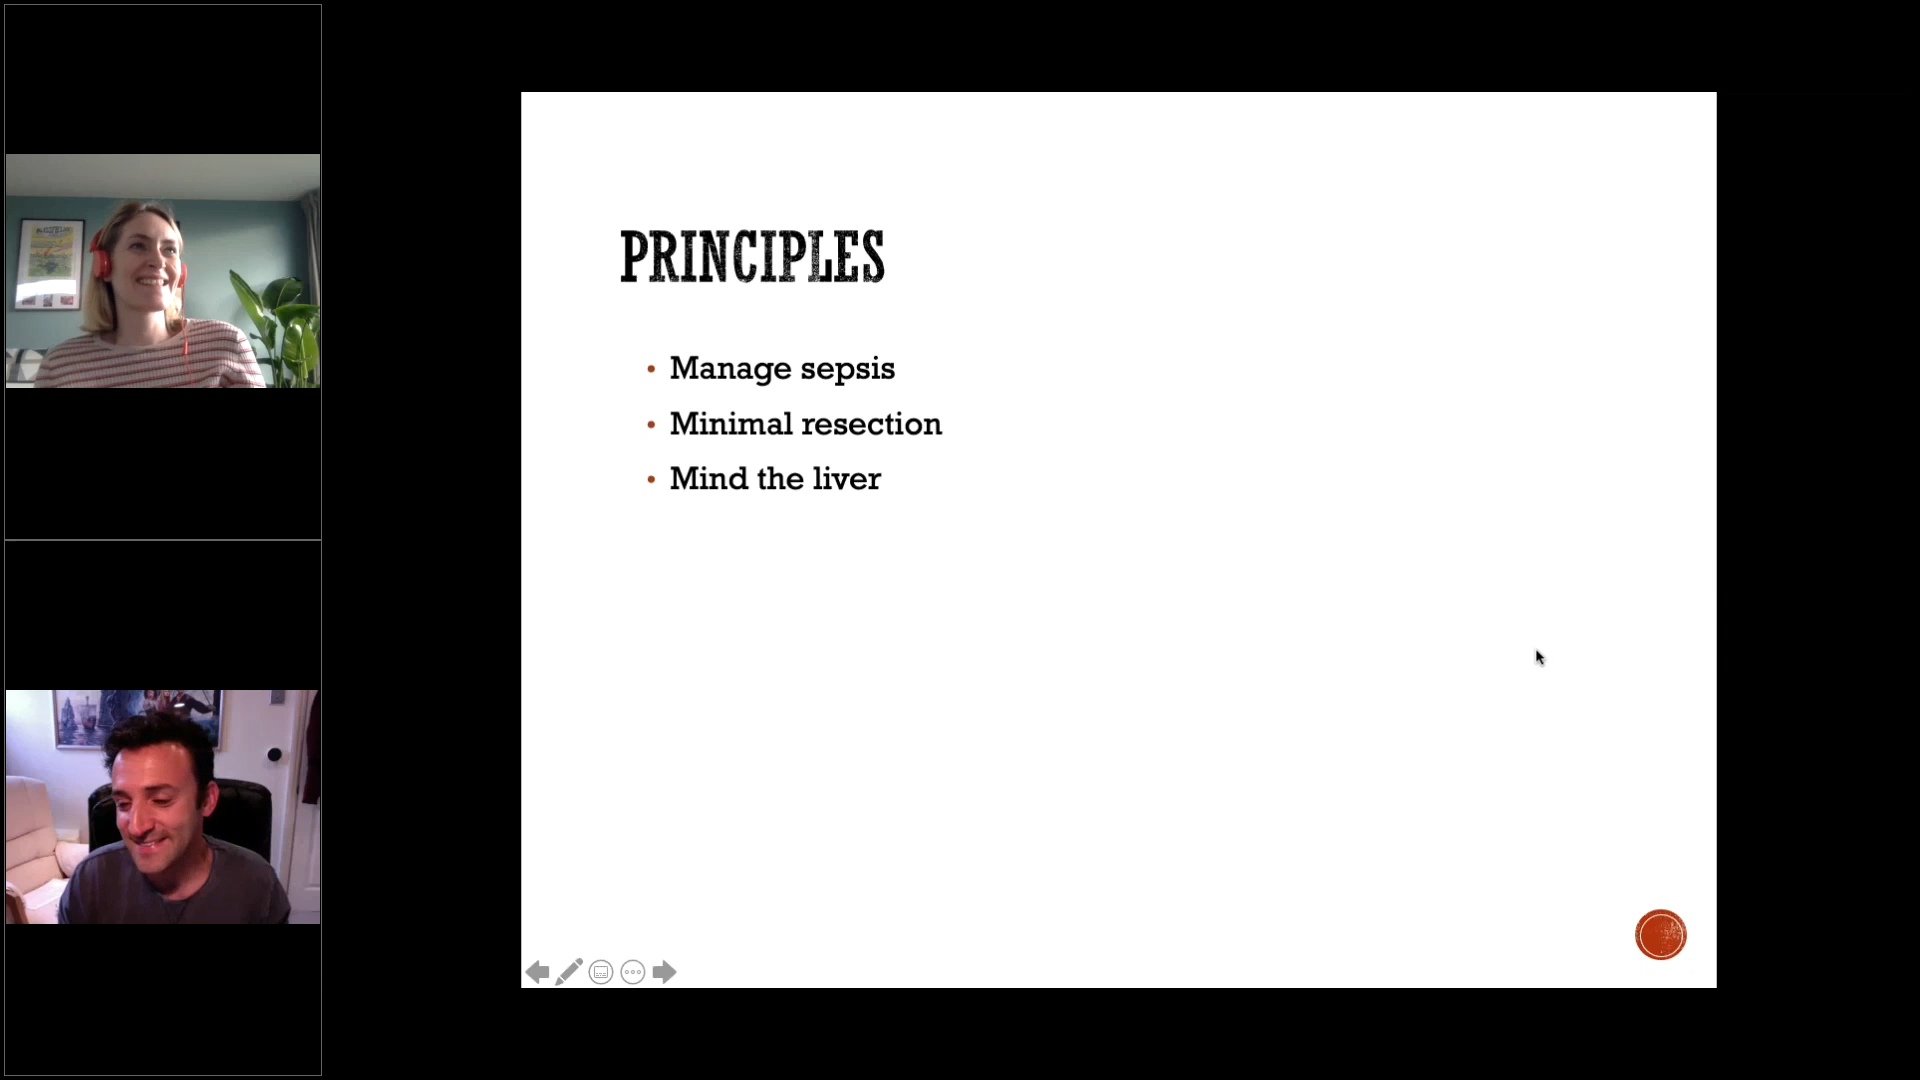 PRINCIPLES
Manage sepsis
Minimal resection
Mind the liver